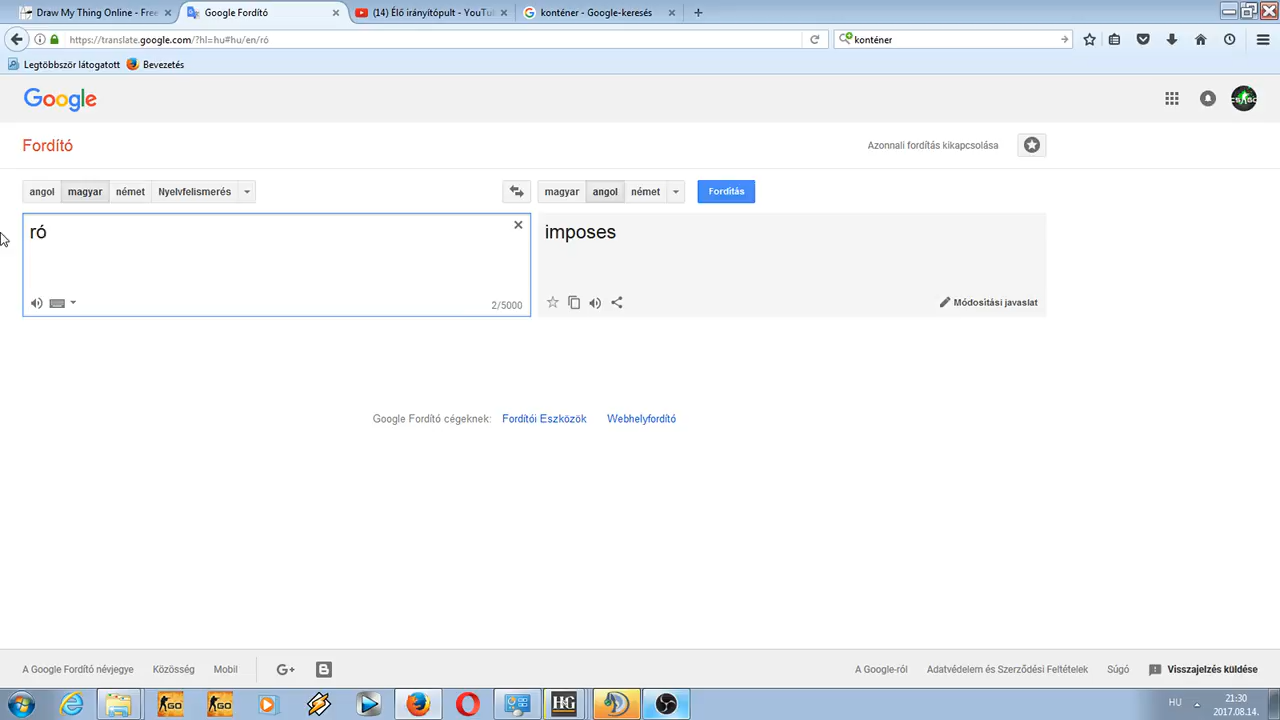 Draw My Thing Online - Free
Google Fordító
(14) Élő irányítópult - YouTu
konténer - Google-keresés
https://translate.google.com/?hl=hu#hu/en/ró
konténer
Legtöbbször látogatott
Bevezetés
Google
Fordító
Azonnali fordítás kikapcsolása
angol magyar német Nyelvfelismerés
magyar angol német Fordítás
ró
imposes
2/5000
Módosítási javaslat
Google Fordító cégeknek: Fordítói Eszközök Webhelyfordító
A Google Fordító névjegye Közösség Mobil G+
A Google-ról Adatvédelem és Szerződési Feltételek Súgó Visszajelzés küldése
GO
GO
HG
HU
21:30
2017.08.14.